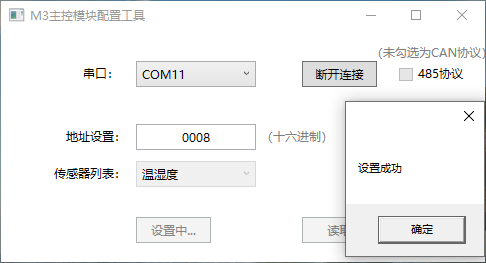 M3主控模块配置工具
(未勾选为CAN协议)
串口：
COM11
断开连接
485协议
地址设置：
0008
（十六进制）
设置成功
传感器列表：
温湿度
设置中...
读取
确定